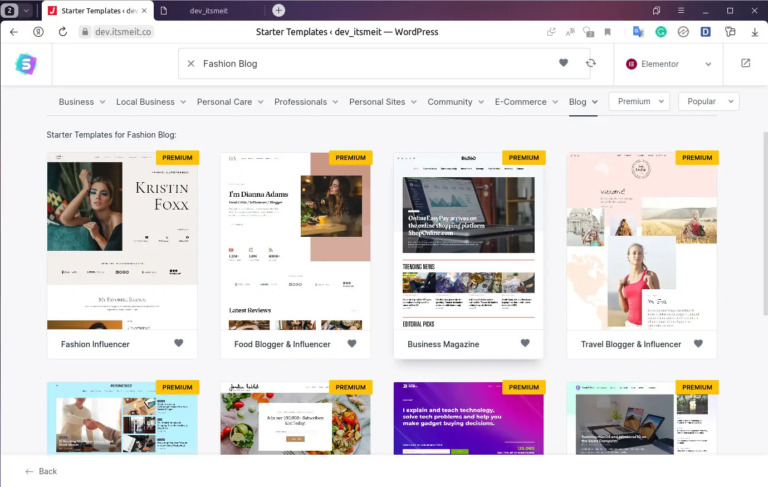 2
Starter Templates ‹ dev_itsmeit
dev_itsmeit
dev.itsmeit.co
Starter Templates ‹ dev_itsmeit — WordPress
Fashion Blog
Elementor
Business
Local Business
Personal Care
Professionals
Personal Sites
Community
E-Commerce
Blog
Premium
Popular
Starter Templates for Fashion Blog:
PREMIUM
PREMIUM
PREMIUM
PREMIUM
KRISTIN
FOXX
I'm Dianna Adams
Latest Reviews
OnlineEasyPay arrives on
the online shopping platform
ShopOnline.com
TRENDING NEWS
EDITORIAL PICKS
Fashion Influencer
Food Blogger & Influencer
Business Magazine
Travel Blogger & Influencer
PREMIUM
PREMIUM
PREMIUM
PREMIUM
I explain and teach technology,
solve tech problems and help you
make gadget buying decisions.
Back